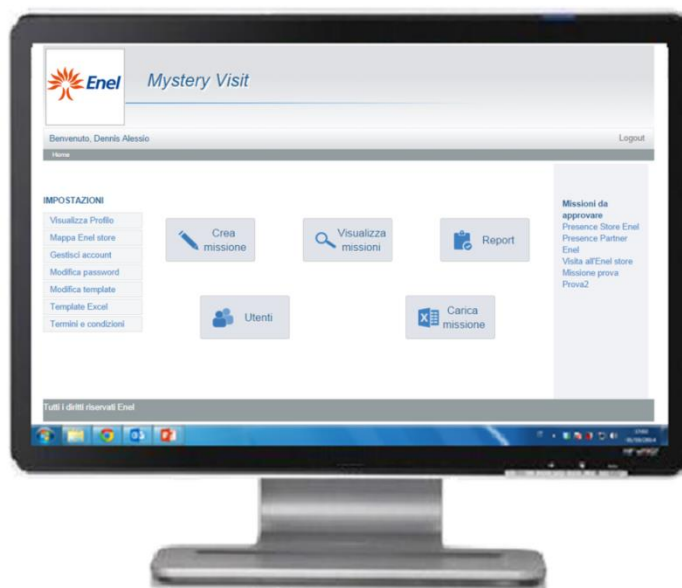 Enel
Mystery Visit
Benvenuto, Dennis Alessio
Logout
Home
IMPOSTAZIONI
Visualizza Profilo
Mappa Enel store
Gestisci account
Modifica password
Modifica template
Template Excel
Termini e condizioni
Crea
missione
Visualizza
missioni
Report
Utenti
Carica
missione
Missioni da
approvare
Presence Store Enel
Presence Partner
Enel
Visita all'Enel store
Missione prova
Prova2
Tutti i diritti riservati Enel